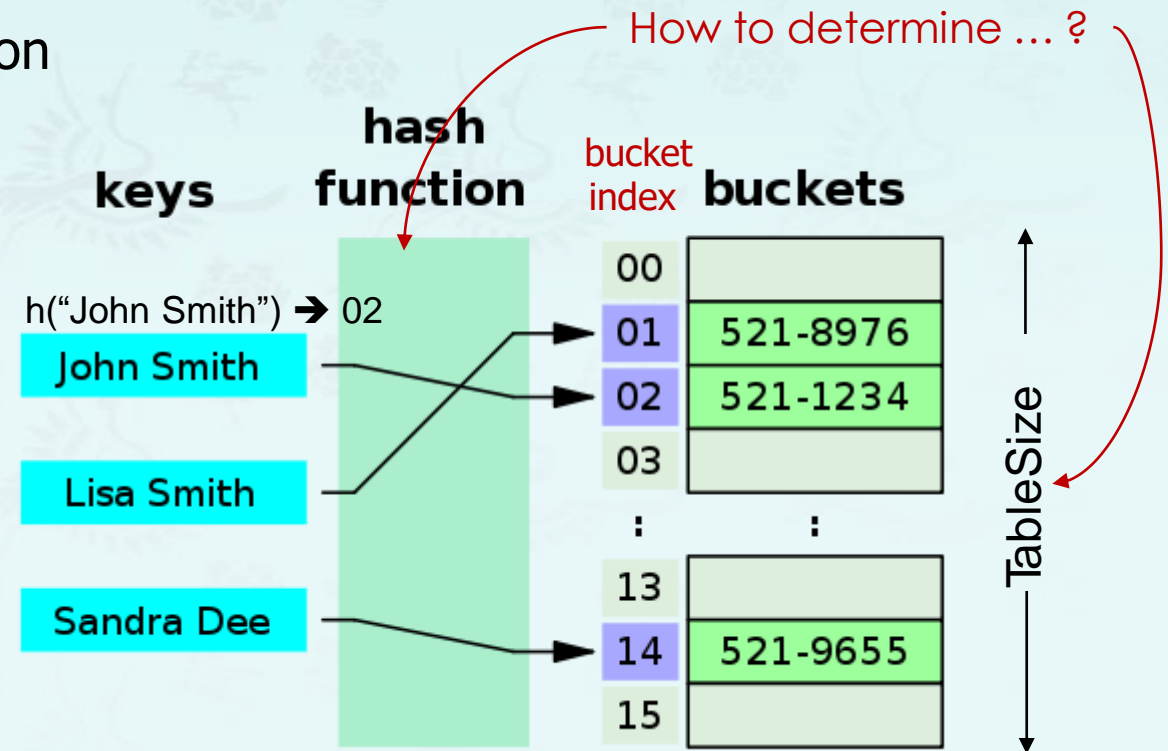 on
How to determine … ?
keys
hash
function
bucket
index
buckets
h(“John Smith”) ➔ 02
John Smith
Lisa Smith
Sandra Dee
00
01 521-8976
02 521-1234
03
: :
13
14 521-9655
15
TableSize